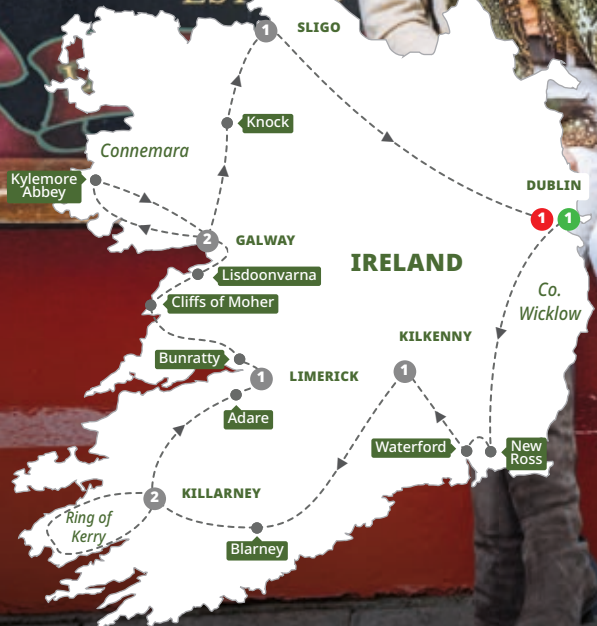 1
SLIGO
Knock
Connemara
Kylemore
Abbey
DUBLIN
1
1
2
GALWAY
IRELAND
Lisdoonvarna
Co.
Wicklow
Cliffs of Moher
KILKENNY
Bunratty
1
1
LIMERICK
Adare
Waterford
New
Ross
2
KILLARNEY
Ring of
Kerry
Blarney